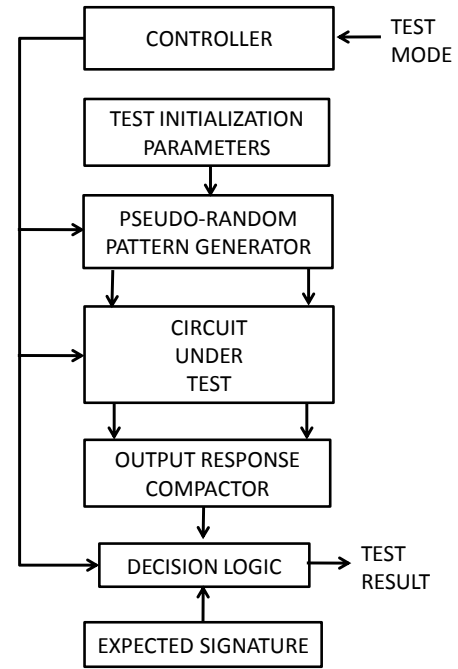 CONTROLLER
TEST
MODE
TEST INITIALIZATION
PARAMETERS
PSEUDO-RANDOM
PATTERN GENERATOR
CIRCUIT
UNDER
TEST
OUTPUT RESPONSE
COMPACTOR
DECISION LOGIC
TEST
RESULT
EXPECTED SIGNATURE